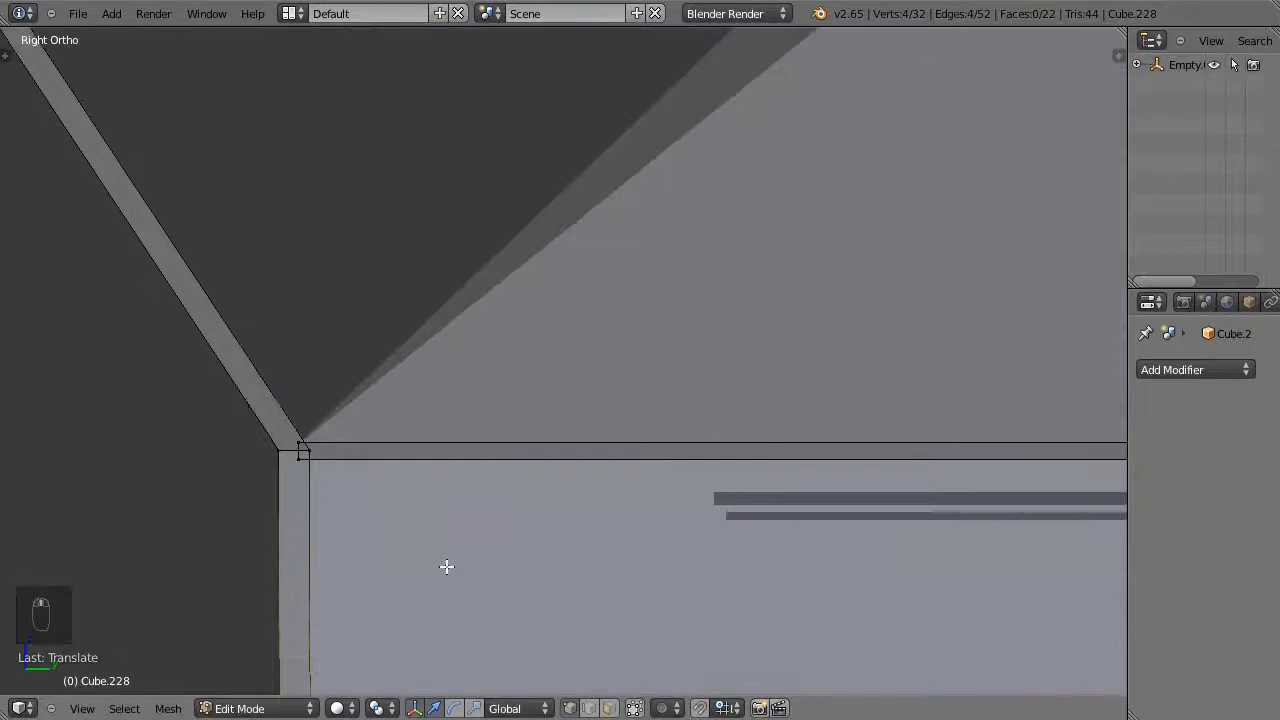 File Add Render Window Help Default Scene Blender Render v2.65 | Verts:4/32 | Edges:4/52 | Faces:0/22 | Tris:44 | Cube.228
Right Ortho
View Search
Empty.
Cube.2
Add Modifier
Last: Translate
(0) Cube.228
View Select Mesh Edit Mode Global